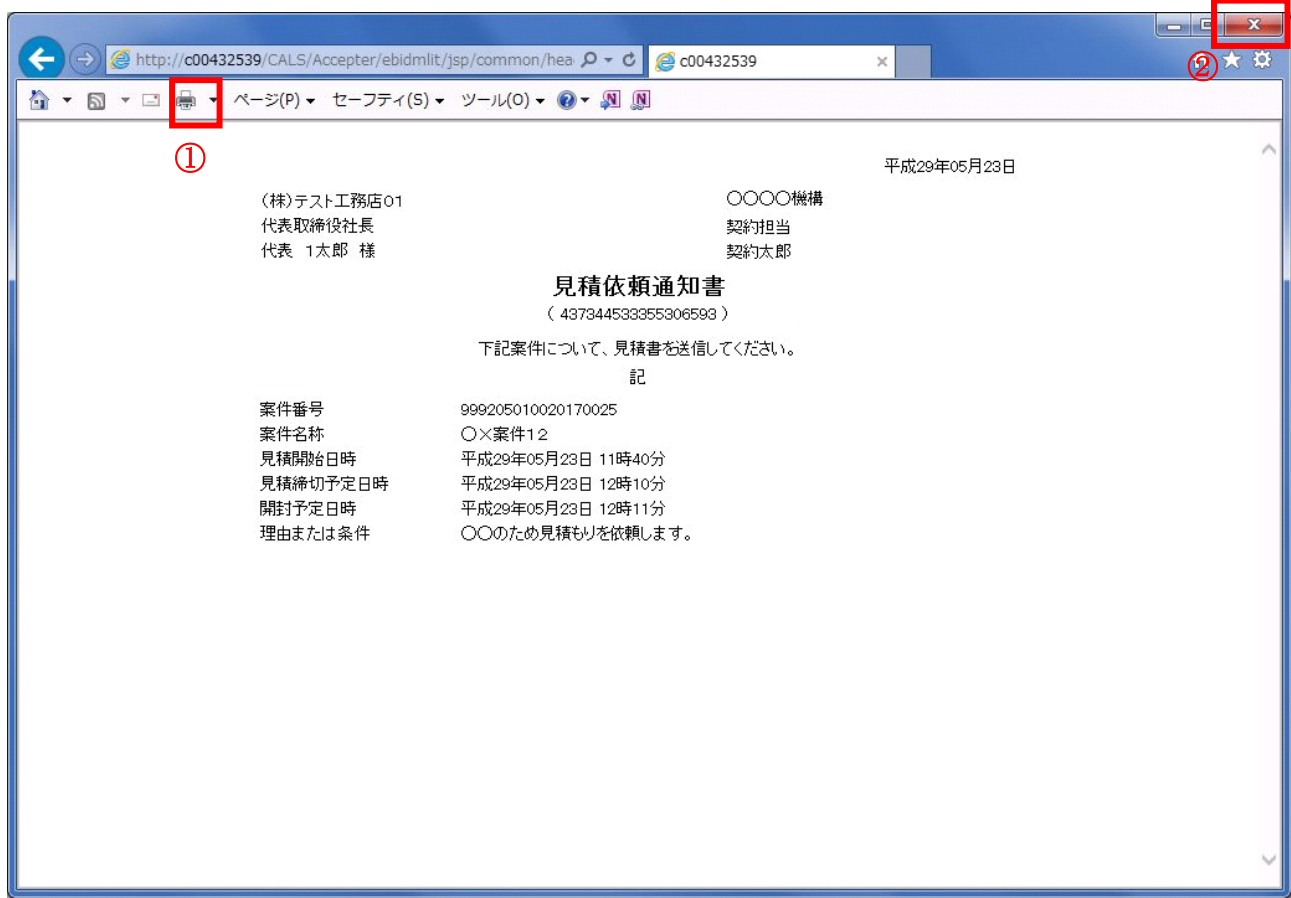 http://c00432539/CALS/Accepter/ebidmlit/jsp/common/hea
c00432539
②
ページ(P) セーフティ(S) ツール(O)
①
平成29年05月23日
(株)テスト工務店01
〇〇〇〇機構
代表取締役社長
契約担当
代表 1太郎 様
契約太郎
見積依頼通知書
( 437344533355306593 )
下記案件について、見積書を送信してください。
記
案件番号 999205010020170025
案件名称 〇×案件12
見積開始日時 平成29年05月23日 11時40分
見積締切予定日時 平成29年05月23日 12時10分
開封予定日時 平成29年05月23日 12時11分
理由または条件 〇〇のため見積もりを依頼します。